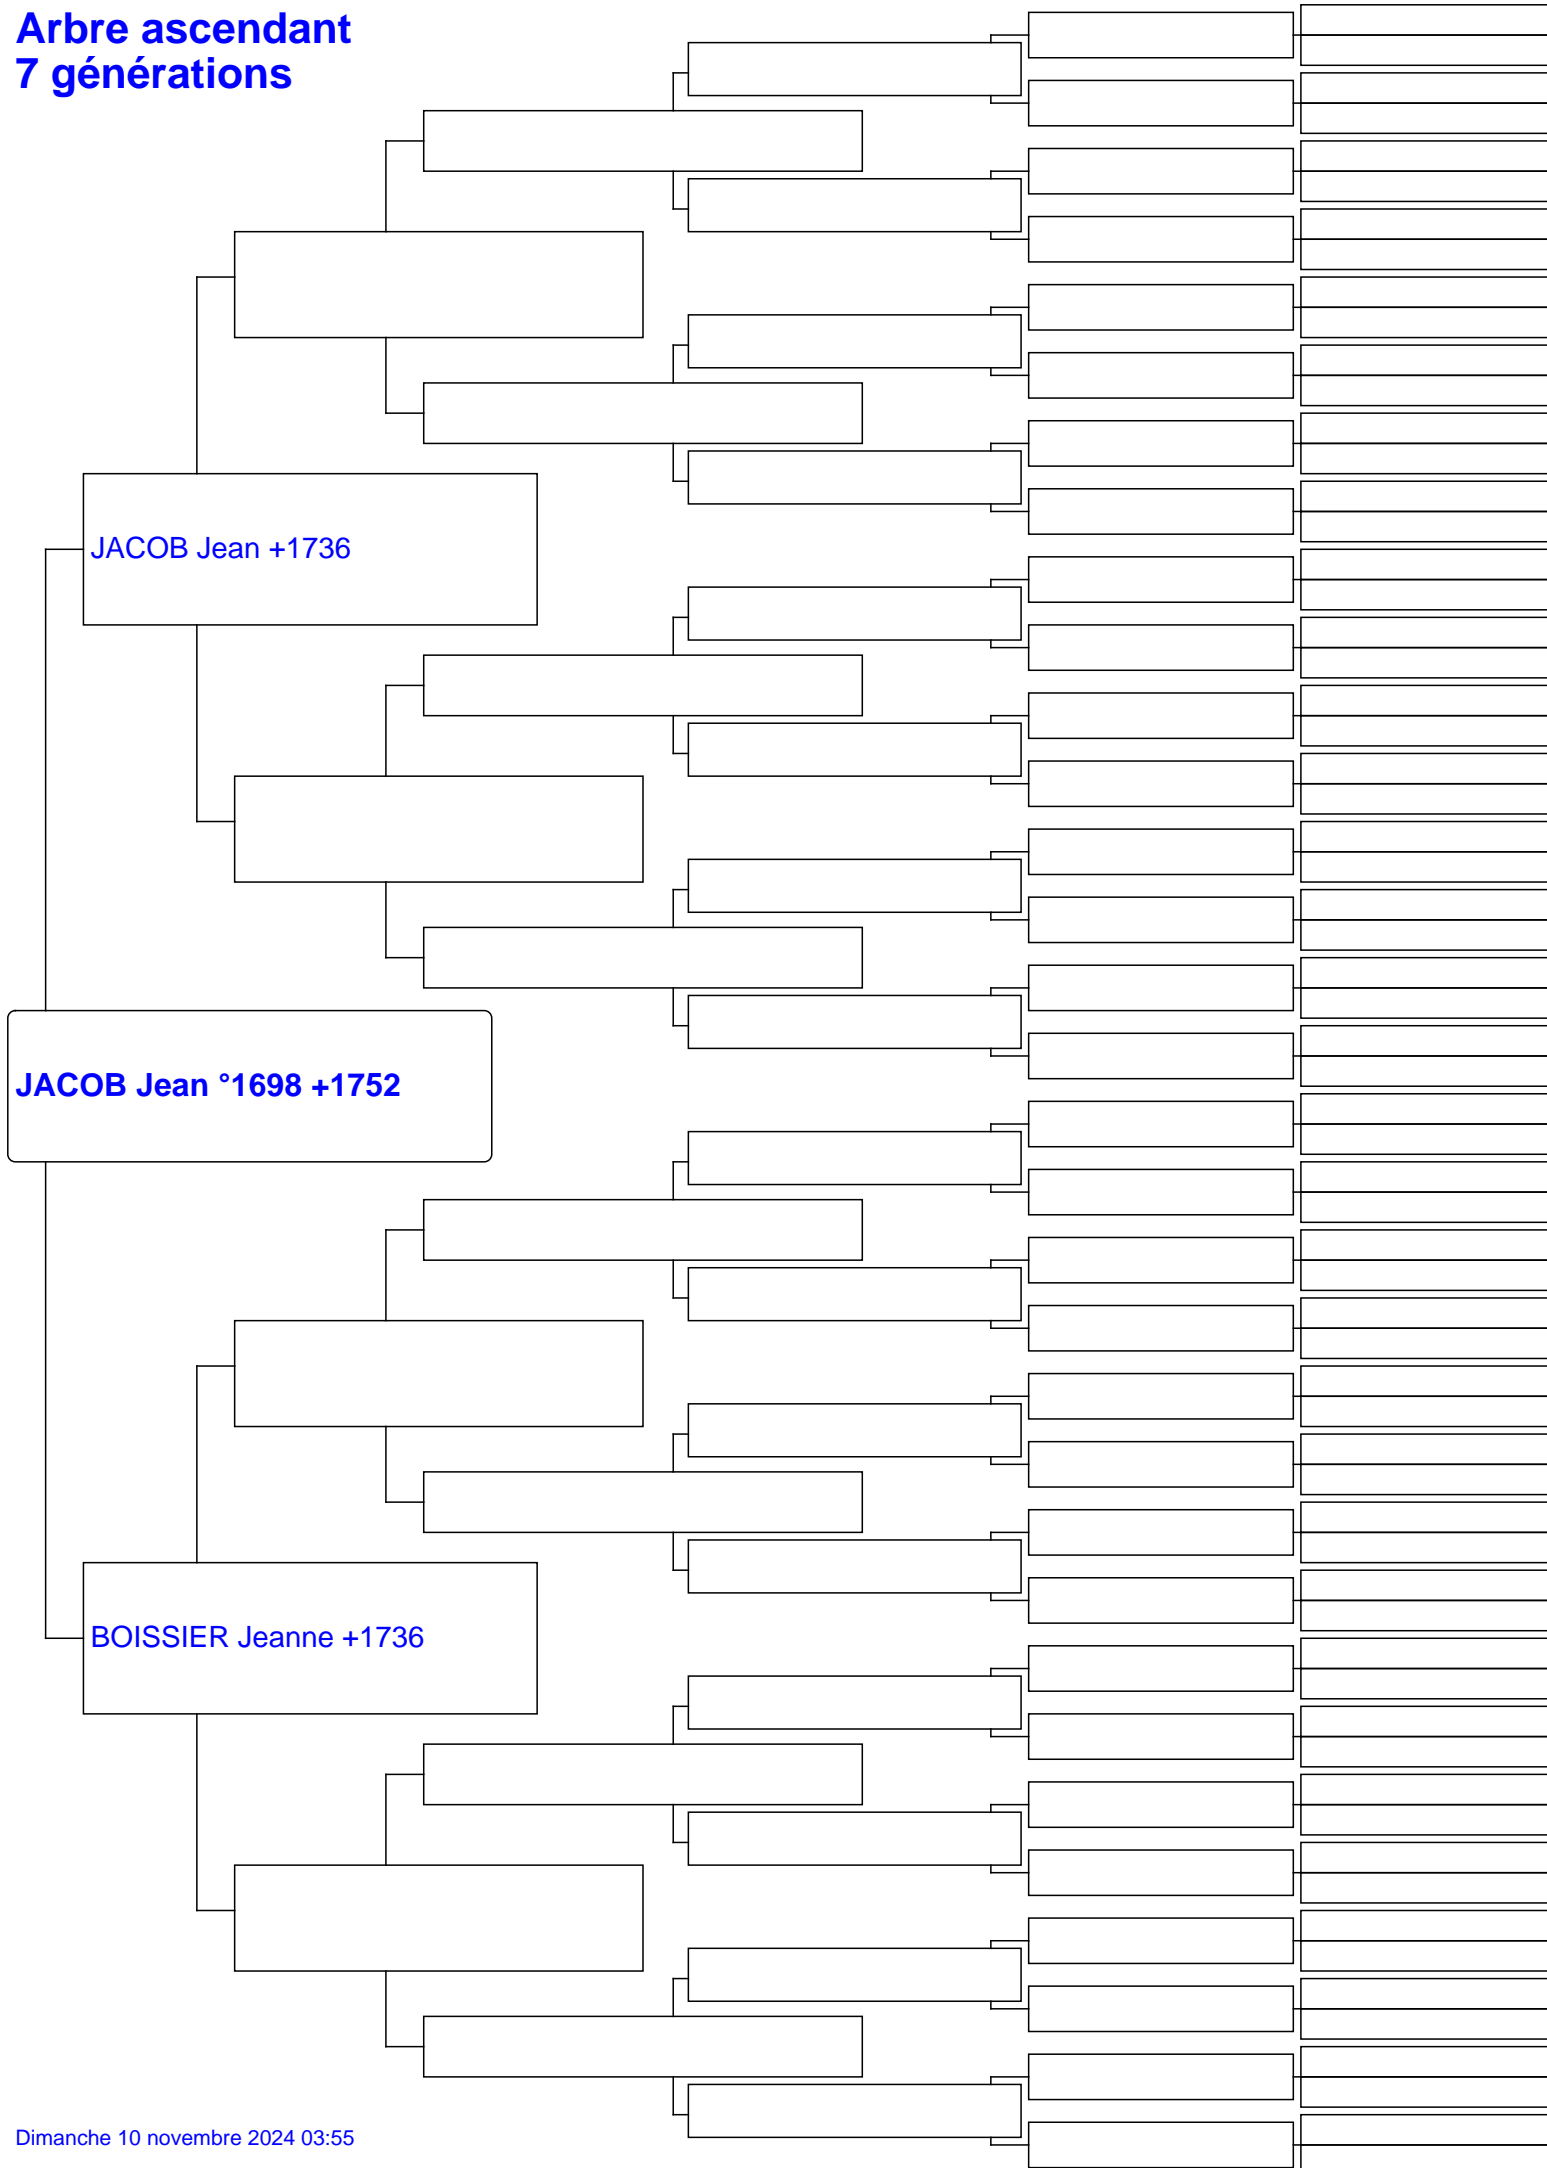 Arbre ascendant
7 générations
JACOB Jean +1736
JACOB Jean °1698 +1752
BOISSIER Jeanne +1736
Dimanche 10 novembre 2024 03:55